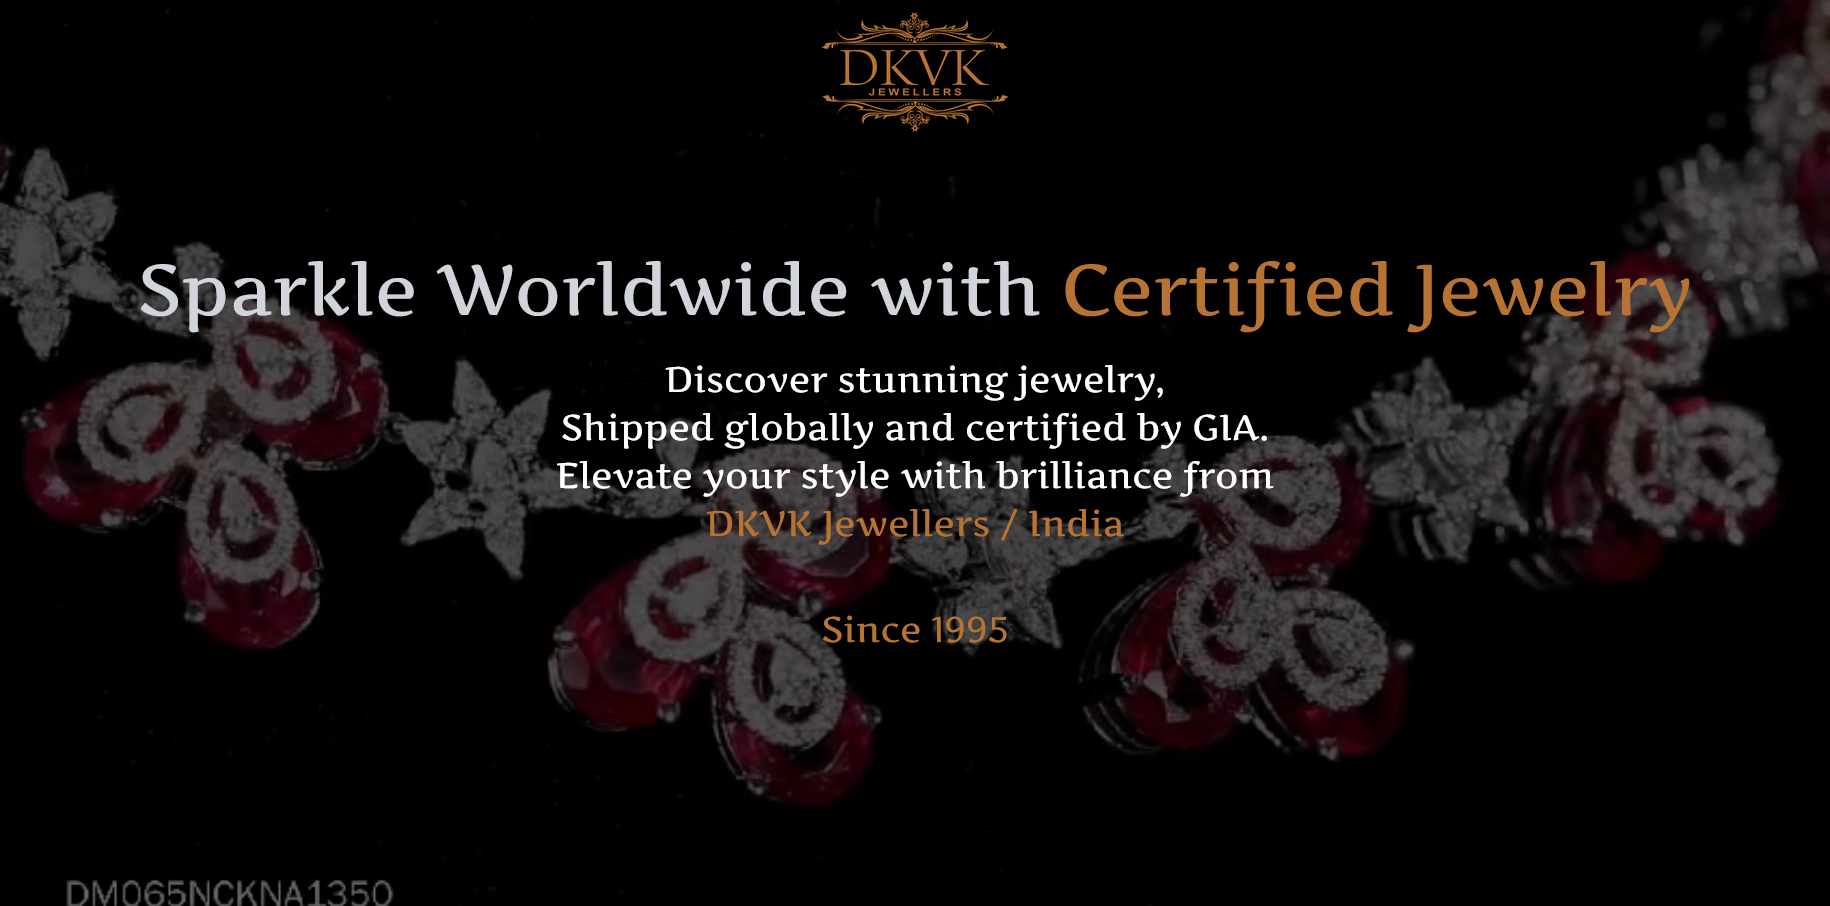 DKVK
JEWELLERS
Sparkle Worldwide with Certified Jewelry
Discover stunning jewelry,
Shipped globally and certified by GIA.
Elevate your style with brilliance from
DKVK Jewellers / India
Since 1995
DM065NCKNA1350